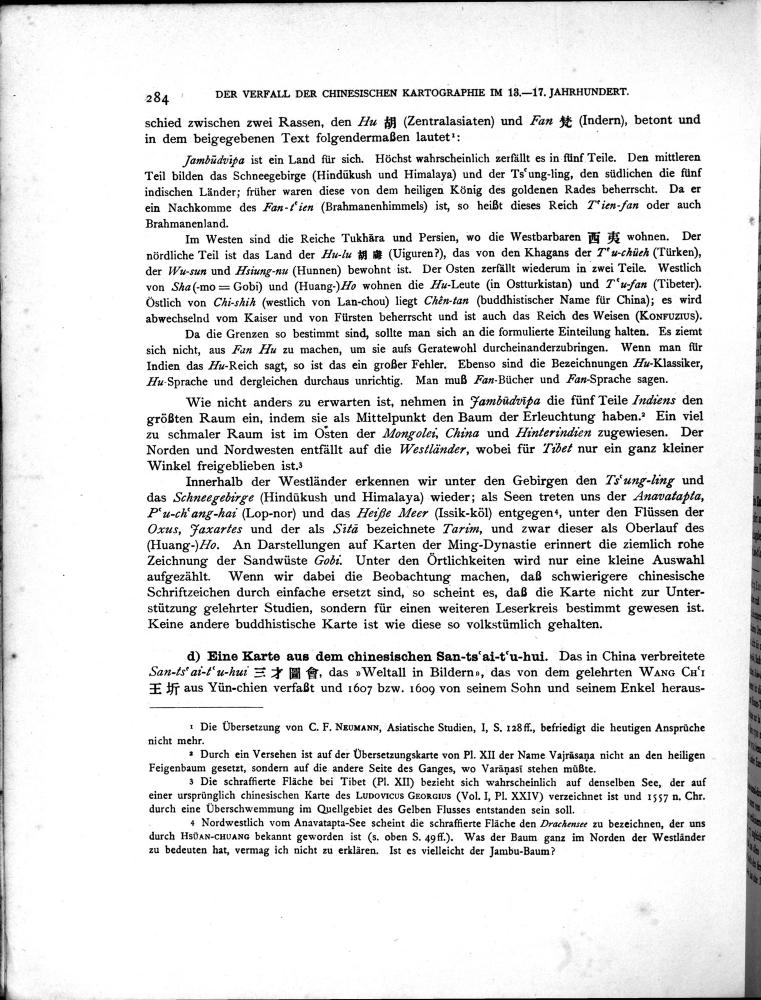 284 DER VERFALL DER CHINESISCHEN KARTOGRAPHIE IM 13.—17. JAHRHUNDERT.
schied zwischen zwei Rassen, den Hu 胡 (Zentralasiaten) und Fan 梵 (Indern), betont und
in dem beigegebenen Text folgendermaßen lautet¹:
Jambūdvīpa ist ein Land für sich. Höchst wahrscheinlich zerfällt es in fünf Teile. Den mittleren
Teil bilden das Schneegebirge (Hindūkush und Himalaya) und der Tsʻung-ling, den südlichen die fünf
indischen Länder; früher waren diese von dem heiligen König des goldenen Rades beherrscht. Da er
ein Nachkomme des Fan-tʻien (Brahmanenhimmels) ist, so heißt dieses Reich Tʻien-fan oder auch
Brahmanenland.
Im Westen sind die Reiche Tukhāra und Persien, wo die Westbarbaren 西 夷 wohnen. Der
nördliche Teil ist das Land der Hu-lu 胡 虜 (Uiguren?), das von den Khagans der Tʻu-chüeh (Türken),
der Wu-sun und Hsiung-nu (Hunnen) bewohnt ist. Der Osten zerfällt wiederum in zwei Teile. Westlich
von Sha(-mo = Gobi) und (Huang-)Ho wohnen die Hu-Leute (in Ostturkistan) und Tʻu-fan (Tibeter).
Östlich von Chi-shih (westlich von Lan-chou) liegt Chên-tan (buddhistischer Name für China); es wird
abwechselnd vom Kaiser und von Fürsten beherrscht und ist auch das Reich des Weisen (KONFUZIUS).
Da die Grenzen so bestimmt sind, sollte man sich an die formulierte Einteilung halten. Es ziemt
sich nicht, aus Fan Hu zu machen, um sie aufs Geratewohl durcheinanderzubringen. Wenn man für
Indien das Hu-Reich sagt, so ist das ein großer Fehler. Ebenso sind die Bezeichnungen Hu-Klassiker,
Hu-Sprache und dergleichen durchaus unrichtig. Man muß Fan-Bücher und Fan-Sprache sagen.
Wie nicht anders zu erwarten ist, nehmen in Jambūdvīpa die fünf Teile Indiens den
größten Raum ein, indem sie als Mittelpunkt den Baum der Erleuchtung haben.² Ein viel
zu schmaler Raum ist im Osten der Mongolei, China und Hinterindien zugewiesen. Der
Norden und Nordwesten entfällt auf die Westländer, wobei für Tibet nur ein ganz kleiner
Winkel freigeblieben ist.³
Innerhalb der Westländer erkennen wir unter den Gebirgen den Tsʻung-ling und
das Schneegebirge (Hindūkush und Himalaya) wieder; als Seen treten uns der Anavatapta,
Pʻu-chʻang-hai (Lop-nor) und das Heiße Meer (Issik-köl) entgegen⁴, unter den Flüssen der
Oxus, Jaxartes und der als Sītā bezeichnete Tarim, und zwar dieser als Oberlauf des
(Huang-)Ho. An Darstellungen auf Karten der Ming-Dynastie erinnert die ziemlich rohe
Zeichnung der Sandwüste Gobi. Unter den Örtlichkeiten wird nur eine kleine Auswahl
aufgezählt. Wenn wir dabei die Beobachtung machen, daß schwierigere chinesische
Schriftzeichen durch einfache ersetzt sind, so scheint es, daß die Karte nicht zur Unter-
stützung gelehrter Studien, sondern für einen weiteren Leserkreis bestimmt gewesen ist.
Keine andere buddhistische Karte ist wie diese so volkstümlich gehalten.
d) Eine Karte aus dem chinesischen San-tsʻai-tʻu-hui. Das in China verbreitete
San-tsʻai-tʻu-hui 三 才 圖 會, das »Weltall in Bildern«, das von dem gelehrten WANG CHʻI
王 圻 aus Yün-chien verfaßt und 1607 bzw. 1609 von seinem Sohn und seinem Enkel heraus-
¹ Die Übersetzung von C. F. NEUMANN, Asiatische Studien, I, S. 128 ff., befriedigt die heutigen Ansprüche
nicht mehr.
² Durch ein Versehen ist auf der Übersetzungskarte von Pl. XII der Name Vajrāsaṇa nicht an den heiligen
Feigenbaum gesetzt, sondern auf die andere Seite des Ganges, wo Varāṇasī stehen müßte.
³ Die schraffierte Fläche bei Tibet (Pl. XII) bezieht sich wahrscheinlich auf denselben See, der auf
einer ursprünglich chinesischen Karte des LUDOVICUS GEORGIUS (Vol. I, Pl. XXIV) verzeichnet ist und 1557 n. Chr.
durch eine Überschwemmung im Quellgebiet des Gelben Flusses entstanden sein soll.
⁴ Nordwestlich vom Anavatapta-See scheint die schraffierte Fläche den Drachensee zu bezeichnen, der uns
durch HSÜAN-CHUANG bekannt geworden ist (s. oben S. 49 ff.). Was der Baum ganz im Norden der Westländer
zu bedeuten hat, vermag ich nicht zu erklären. Ist es vielleicht der Jambu-Baum?